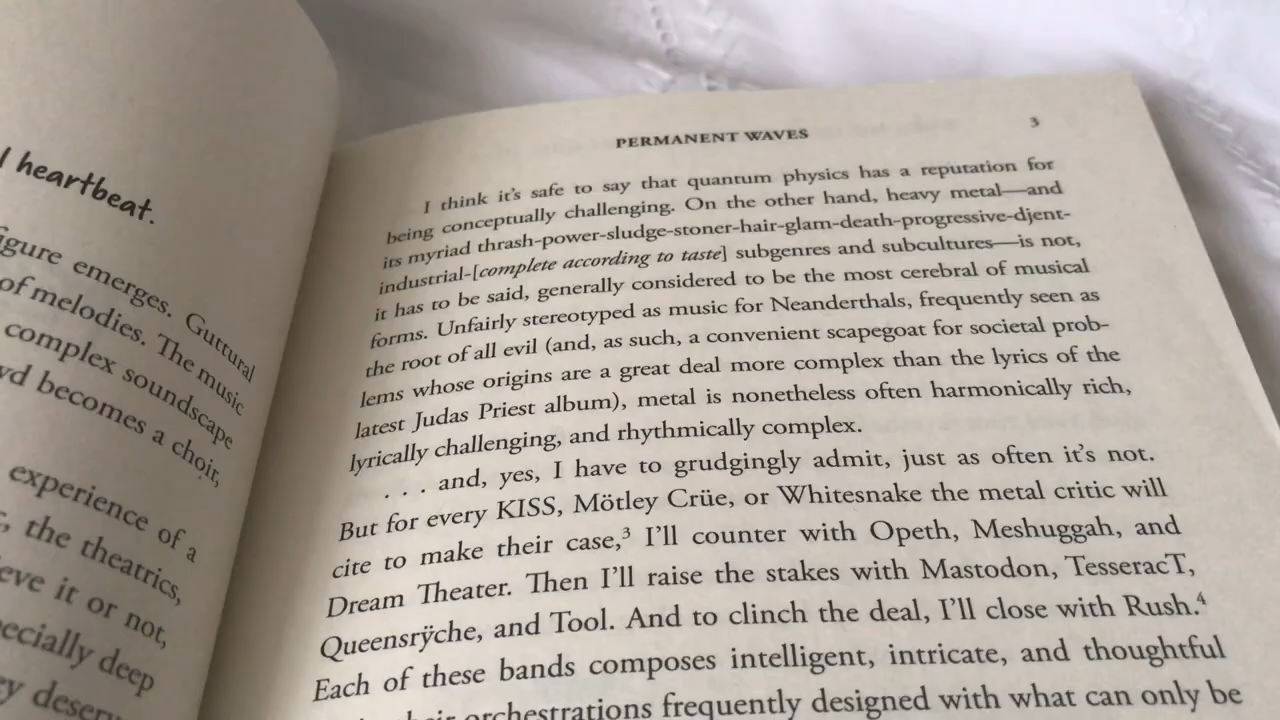 heartbeat.
figure emerges. Guttural
of melodies. The music
complex soundscape
becomes a choir,
experience of a
the theatrics,
it or not,
deep
PERMANENT WAVES 3
I think it's safe to say that quantum physics has a reputation for
being conceptually challenging. On the other hand, heavy metal—and
its myriad thrash-power-sludge-stoner-hair-glam-death-progressive-djent-
industrial-[complete according to taste] subgenres and subcultures—is not,
it has to be said, generally considered to be the most cerebral of musical
forms. Unfairly stereotyped as music for Neanderthals, frequently seen as
the root of all evil (and, as such, a convenient scapegoat for societal prob-
lems whose origins are a great deal more complex than the lyrics of the
latest Judas Priest album), metal is nonetheless often harmonically rich,
lyrically challenging, and rhythmically complex.
. . . and, yes, I have to grudgingly admit, just as often it's not.
But for every KISS, Mötley Crüe, or Whitesnake the metal critic will
cite to make their case,³ I'll counter with Opeth, Meshuggah, and
Dream Theater. Then I'll raise the stakes with Mastodon, TesseracT,
Queensrÿche, and Tool. And to clinch the deal, I'll close with Rush.⁴
Each of these bands composes intelligent, intricate, and thoughtful
orchestrations frequently designed with what can only be